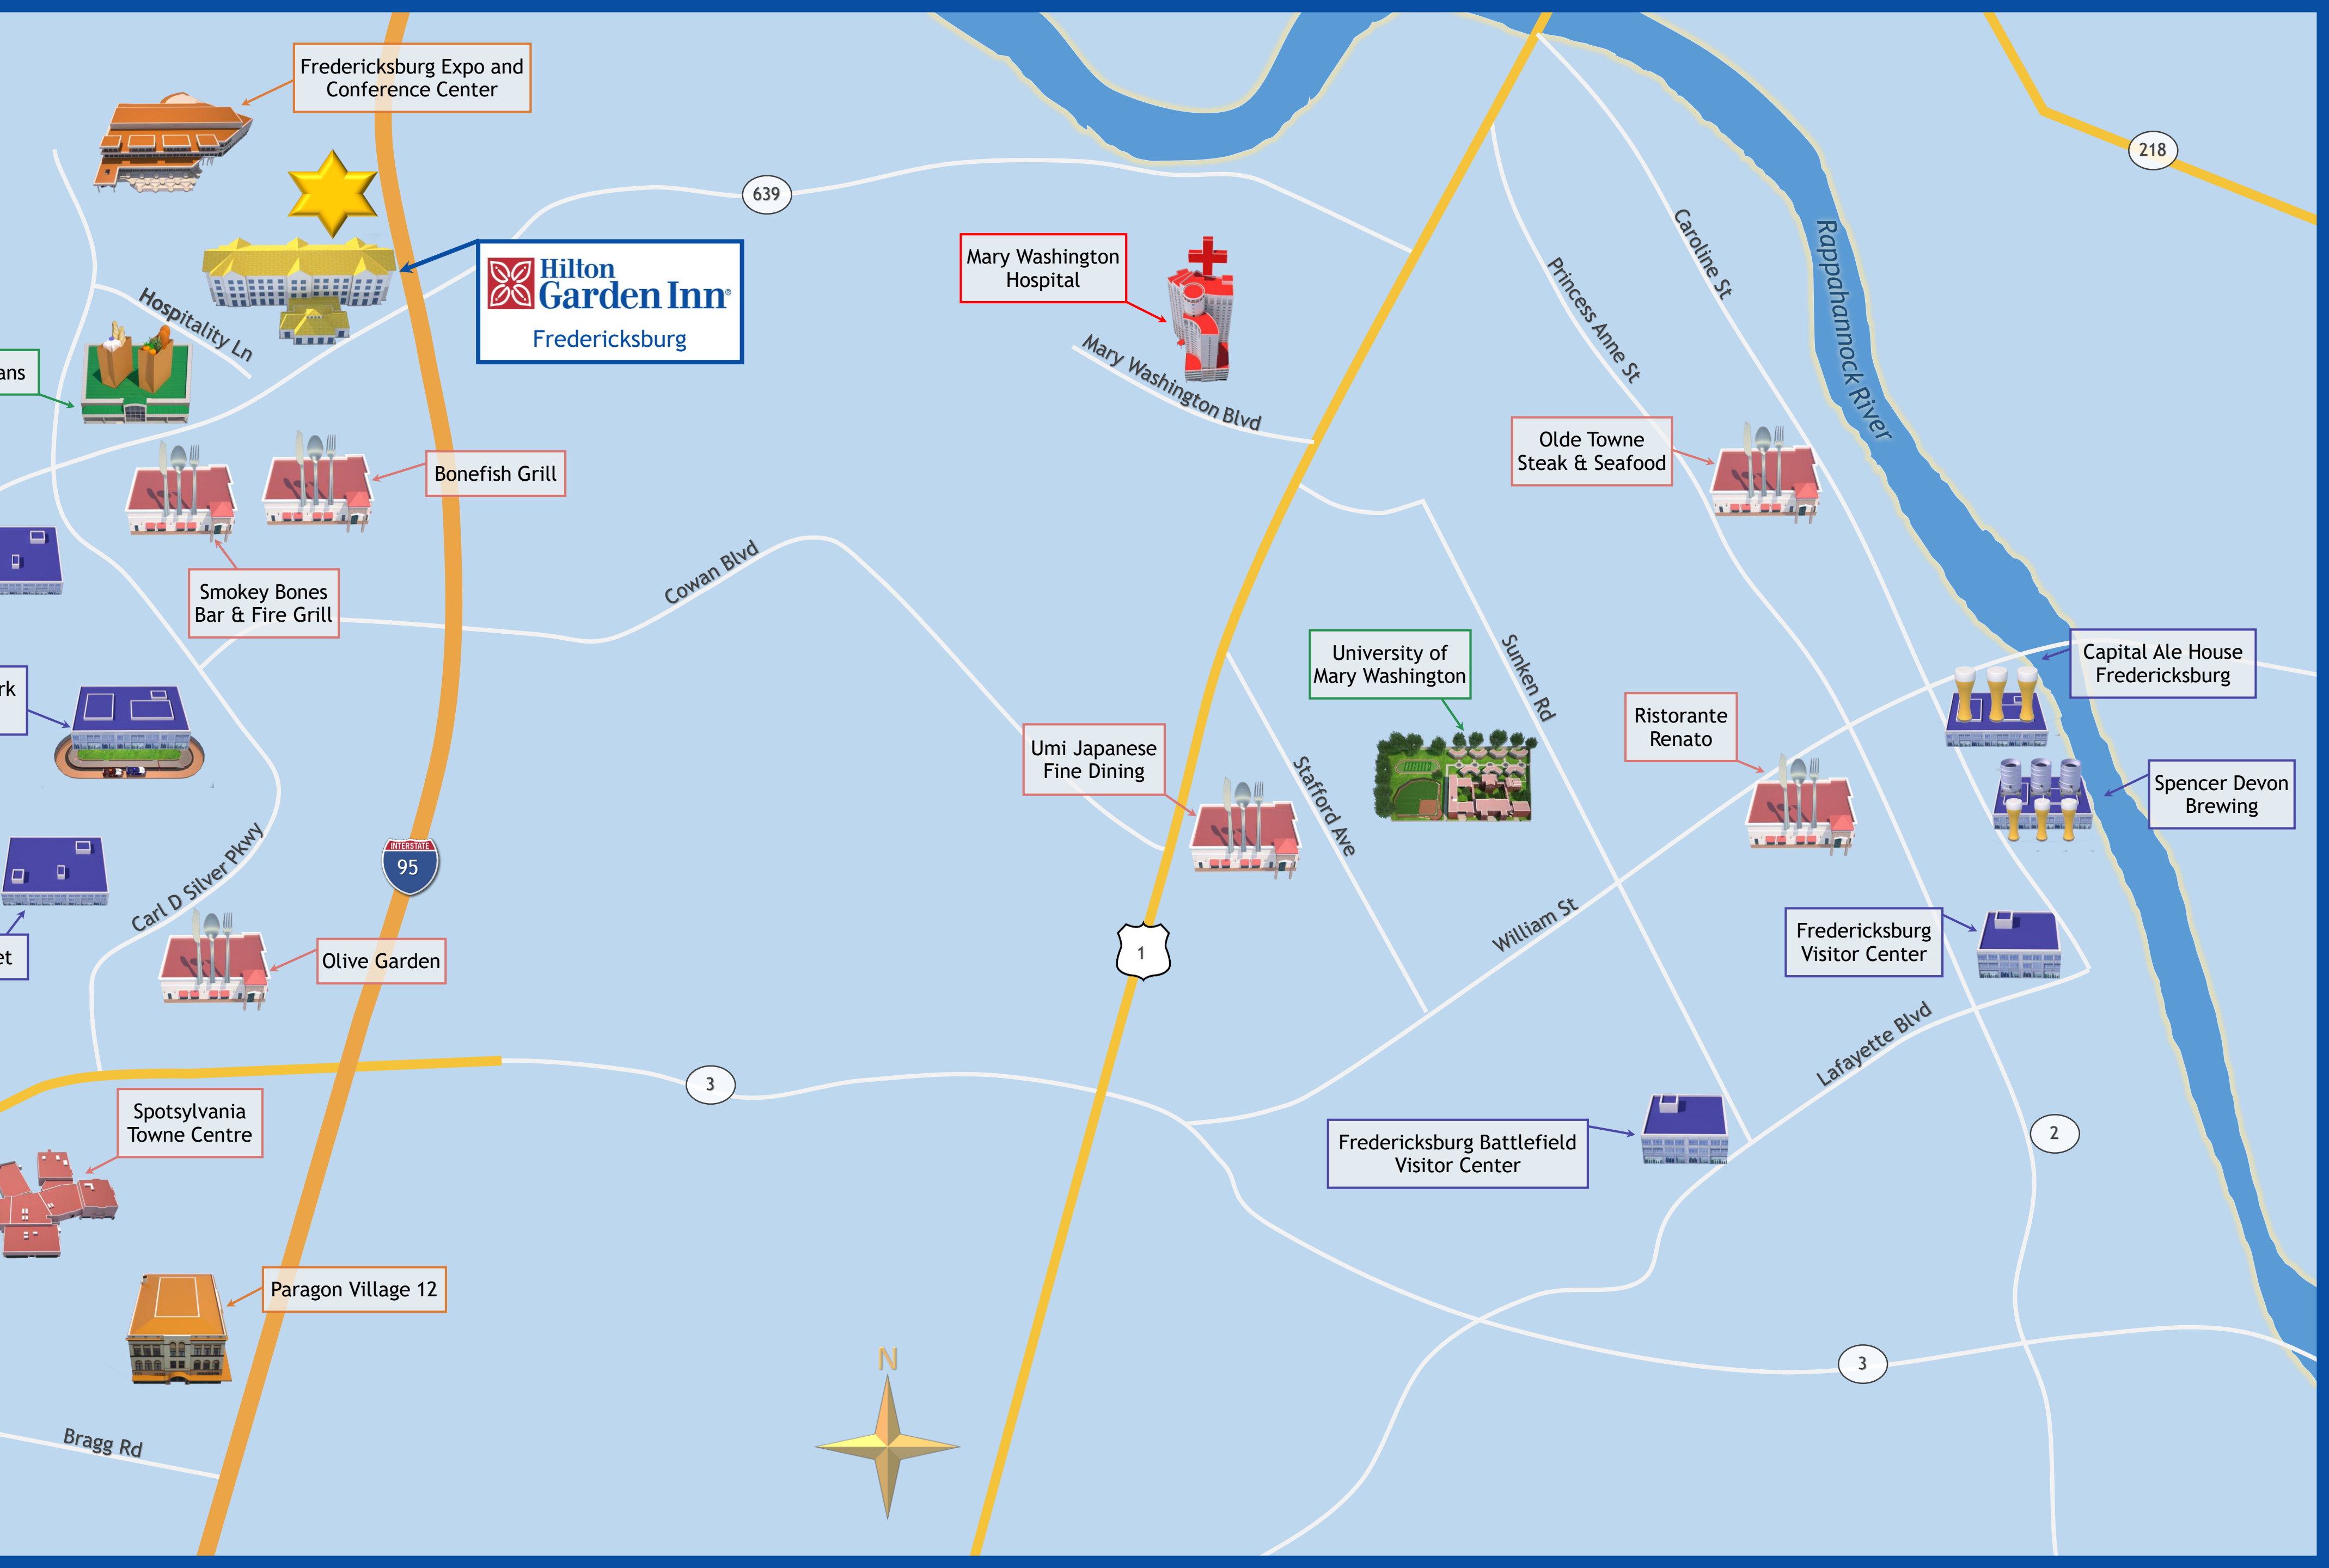 Fredericksburg Expo and
Conference Center
639
218
Hilton
Garden Inn®
Fredericksburg
Mary Washington
Hospital
Caroline St
Rappahannock River
Princess Anne St
Hospitality Ln
Mary Washington Blvd
ans
Olde Towne
Steak & Seafood
Bonefish Grill
Smokey Bones
Bar & Fire Grill
Cowan Blvd
University of
Mary Washington
Sunken Rd
Capital Ale House
Fredericksburg
rk
Ristorante
Renato
Umi Japanese
Fine Dining
Stafford Ave
Spencer Devon
Brewing
INTERSTATE
95
Carl D Silver Pkwy
William St
Fredericksburg
Visitor Center
et
Olive Garden
1
Lafayette Blvd
3
Spotsylvania
Towne Centre
Fredericksburg Battlefield
Visitor Center
2
Paragon Village 12
N
3
Bragg Rd